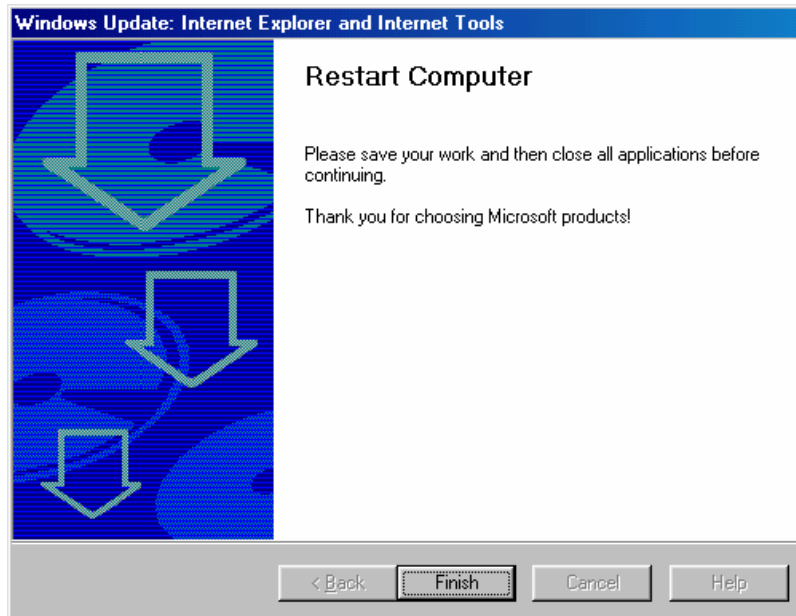 Windows Update: Internet Explorer and Internet Tools
Restart Computer
Please save your work and then close all applications before
continuing.
Thank you for choosing Microsoft products!
< Back Finish Cancel Help